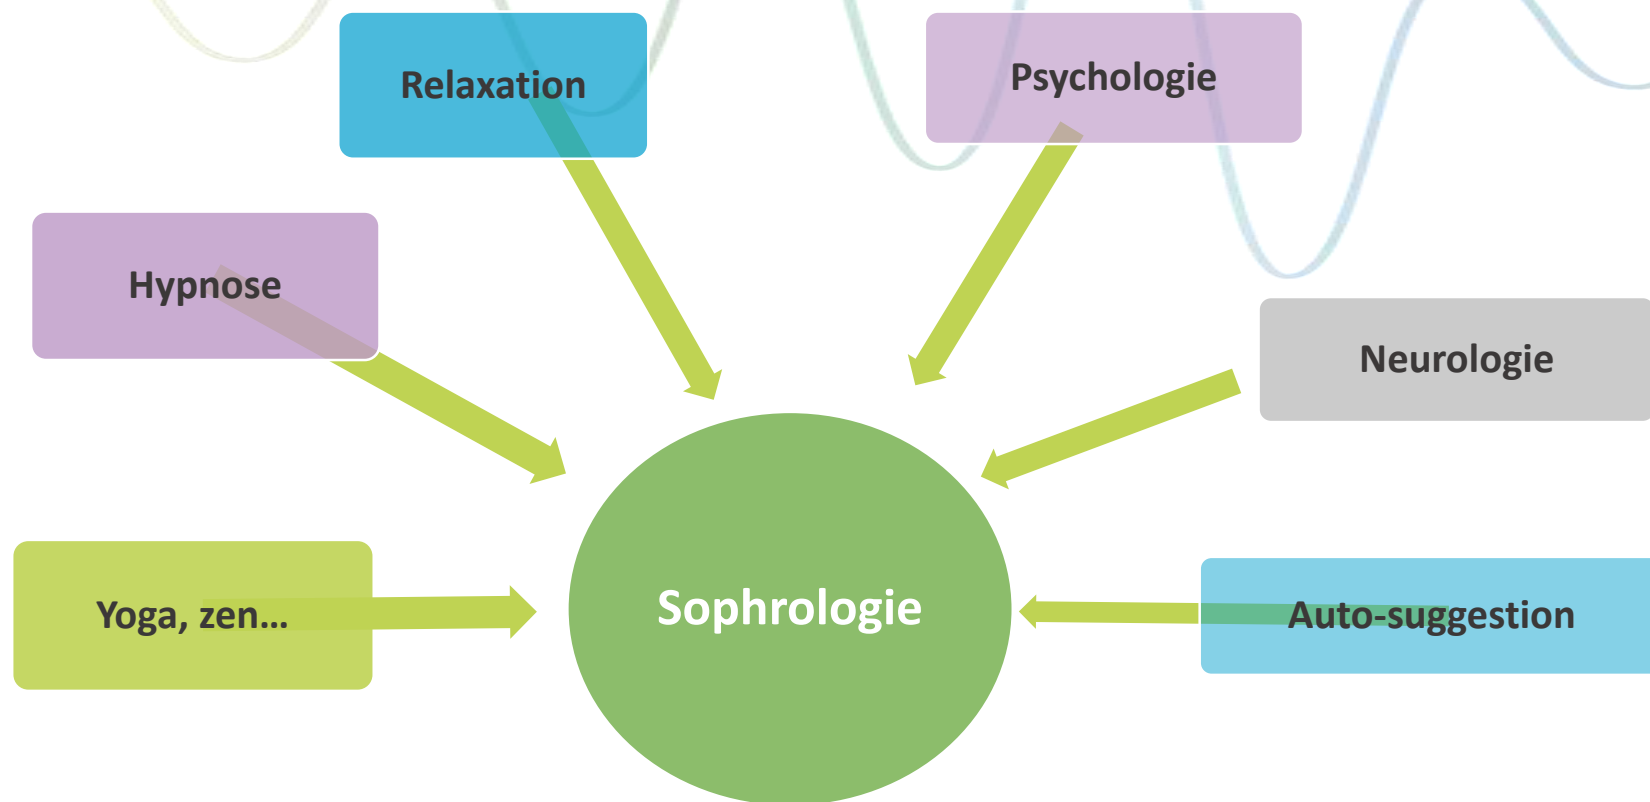 Relaxation
Psychologie
Hypnose
Neurologie
Yoga, zen...
Sophrologie
Auto-suggestion